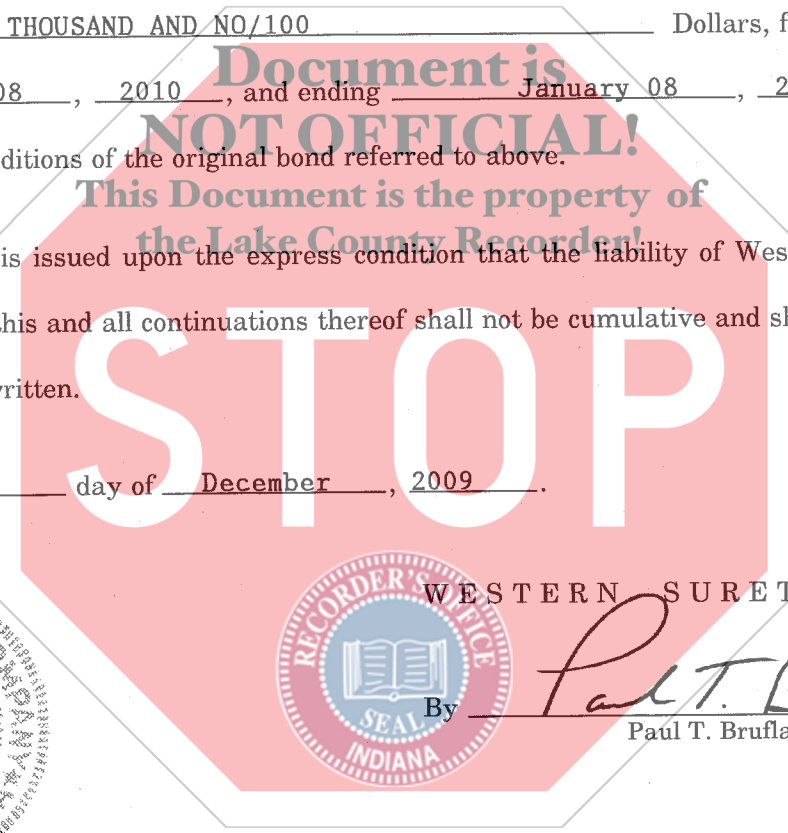 THOUSAND AND NO/100 Dollars, f
Document is
08 , 2010 , and ending January 08 , 2
NOT OFFICIAL!
ditions of the original bond referred to above.
This Document is the property of
the Lake County Recorder!
is issued upon the express condition that the liability of Wes
this and all continuations thereof shall not be cumulative and sh
ritten.
STOP
day of December , 2009 .
RECORDER'S OFFICE
WESTERN SURET
SEAL
INDIANA
By Paul T. 
Paul T. Brufla